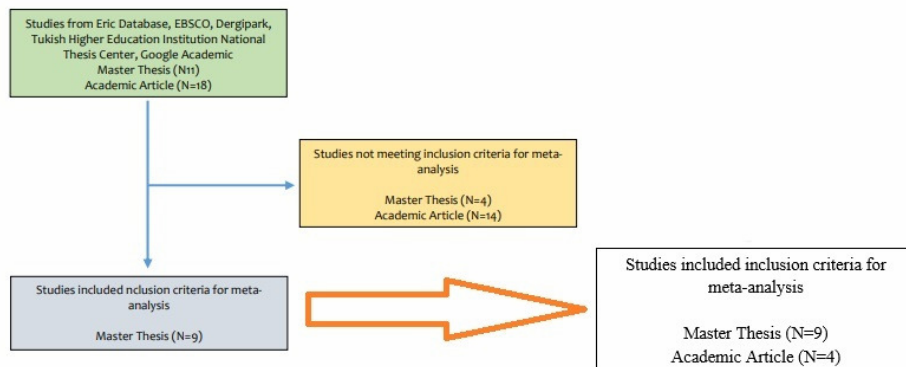 Studies from Eric Database, EBSCO, Dergipark,
Tukish Higher Education Institution National
Thesis Center, Google Academic
Master Thesis (N11)
Academic Article (N=18)
Studies not meeting inclusion criteria for meta-
analysis
Master Thesis (N=4)
Academic Article (N=14)
Studies included nclusion criteria for meta-
analysis
Master Thesis (N=9)
Studies included inclusion criteria for
meta-analysis
Master Thesis (N=9)
Academic Article (N=4)